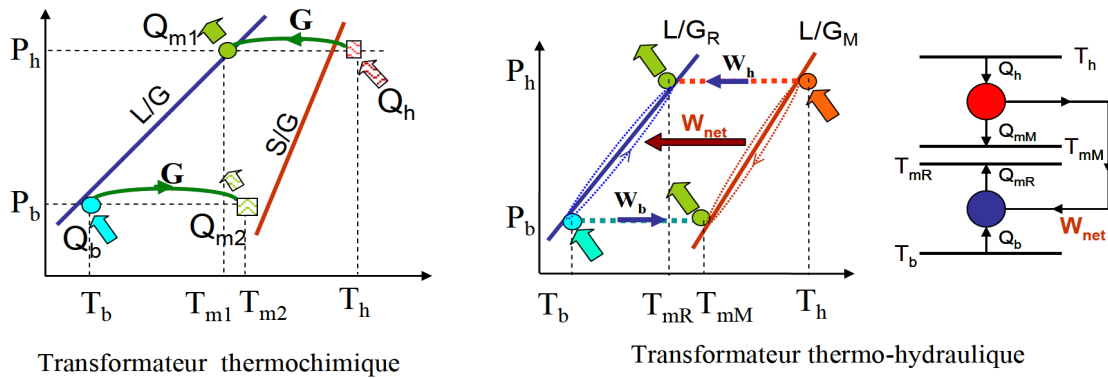 P_h
P_b
Q_m1
G
Q_h
L/G
S/G
G
Q_b
Q_m2
T_b
T_m1
T_m2
T_h
Transformateur thermochimique
P_h
P_b
L/G_R
L/G_M
W_h
W_net
W_b
T_b
T_mR
T_mM
T_h
Transformateur thermo-hydraulique
T_h
Q_h
Q_mM
T_mM
T_mR
Q_mR
W_net
Q_b
T_b